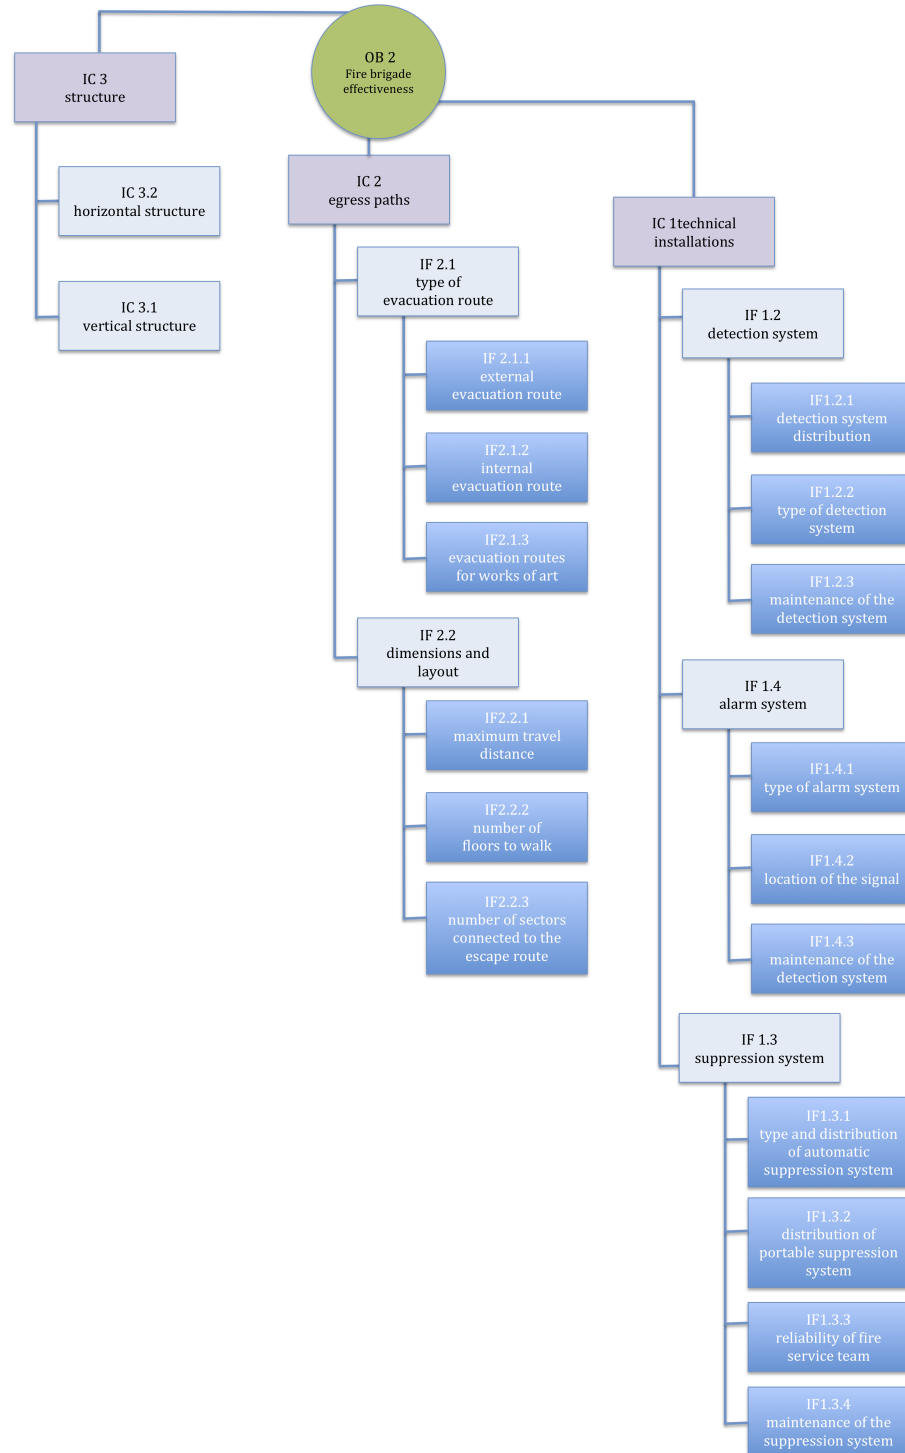 OB 2
Fire brigade
effectiveness
IC 3
structure
IC 3.2
horizontal structure
IC 3.1
vertical structure
IC 2
egress paths
IF 2.1
type of
evacuation route
IF 2.1.1
external
evacuation route
IF2.1.2
internal
evacuation route
IF2.1.3
evacuation routes
for works of art
IF 2.2
dimensions and
layout
IF2.2.1
maximum travel
distance
IF2.2.2
number of
floors to walk
IF2.2.3
number of sectors
connected to the
escape route
IC 1technical
installations
IF 1.2
detection system
IF1.2.1
detection system
distribution
IF1.2.2
type of detection
system
IF1.2.3
maintenance of the
detection system
IF 1.4
alarm system
IF1.4.1
type of alarm system
IF1.4.2
location of the signal
IF1.4.3
maintenance of the
detection system
IF 1.3
suppression system
IF1.3.1
type and distribution
of automatic
suppression system
IF1.3.2
distribution of
portable suppression
system
IF1.3.3
reliability of fire
service team
IF1.3.4
maintenance of the
suppression system